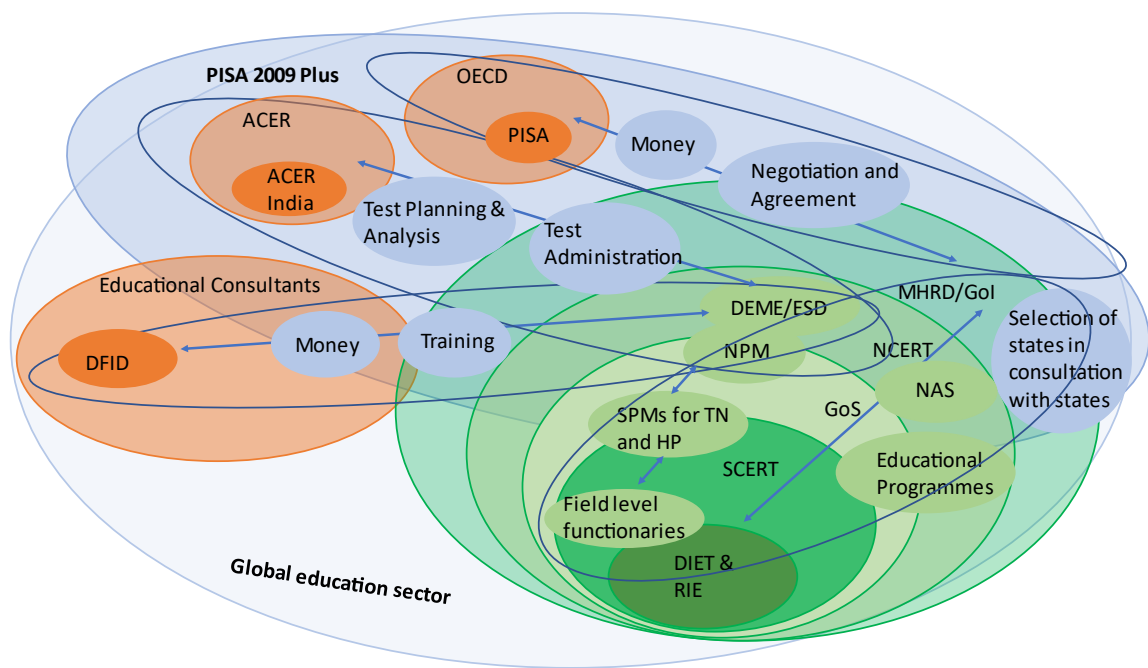 PISA 2009 Plus
OECD
ACER
PISA
Money
ACER
India
Negotiation and
Agreement
Test Planning &
Analysis
Test
Administration
Educational Consultants
MHRD/GoI
DEME/ESD
Selection of
states in
consultation
with states
DFID
Money
Training
NPM
NCERT
NAS
SPMs for TN
and HP
GoS
SCERT
Educational
Programmes
Field level
functionaries
DIET &
RIE
Global education sector